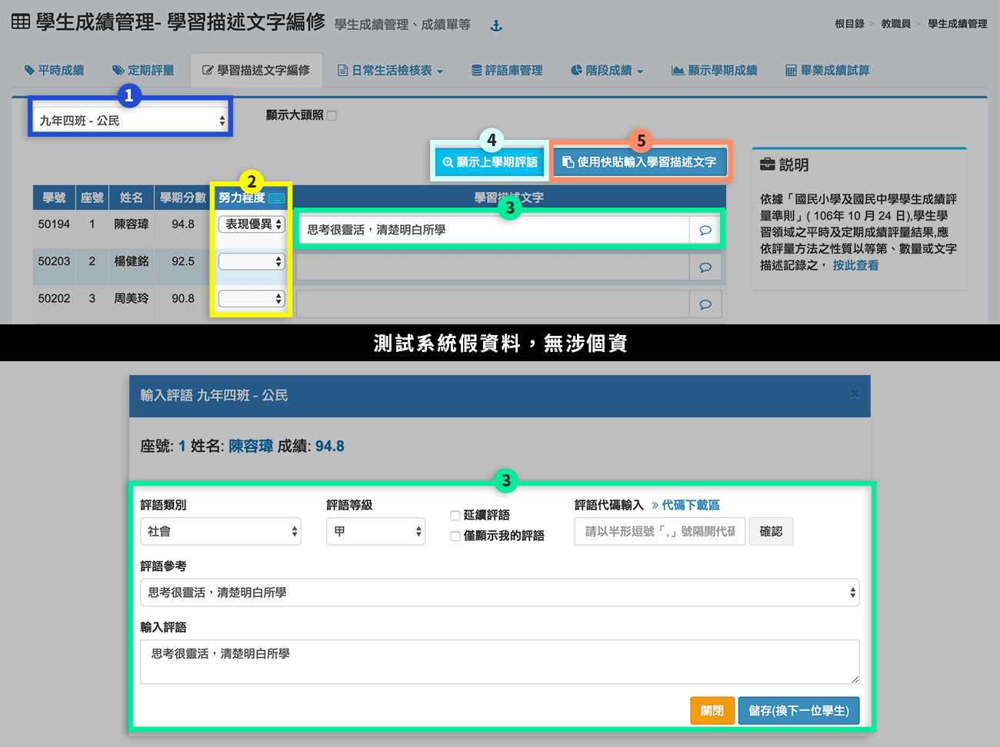 學生成績管理- 學習描述文字編修 學生成績管理、成績單等
根目錄 > 教職員 > 學生成績管理
平時成績 定期評量 學習描述文字編修 日常生活檢核表 評語庫管理 階段成績 顯示學期成績 畢業成績試算
1
九年四班 - 公民
顯示大頭照
4
顯示上學期評語
5
使用快貼輸入學習描述文字
2
學號 座號 姓名 學期分數 努力程度 學習描述文字
3
50194 1 陳容瑋 94.8 表現優異 思考很靈活，清楚明白所學
50203 2 楊健銘 92.5
50202 3 周美玲 90.8
說明
依據「國民小學及國民中學學生成績評
量準則」( 106年 10 月 24 日),學生學
習領域之平時及定期成績評量結果,應
依評量方法之性質以等第、數量或文字
描述記錄之， 按此查看
測試系統假資料，無涉個資
輸入評語 九年四班 - 公民 ×
座號: 1 姓名: 陳容瑋 成績: 94.8
3
評語類別 評語等級 延續評語 評語代碼輸入 » 代碼下載區
社會 甲 僅顯示我的評語 請以半形逗號「,」號隔開代碼 確認
評語參考
思考很靈活，清楚明白所學
輸入評語
思考很靈活，清楚明白所學
關閉 儲存(換下一位學生)